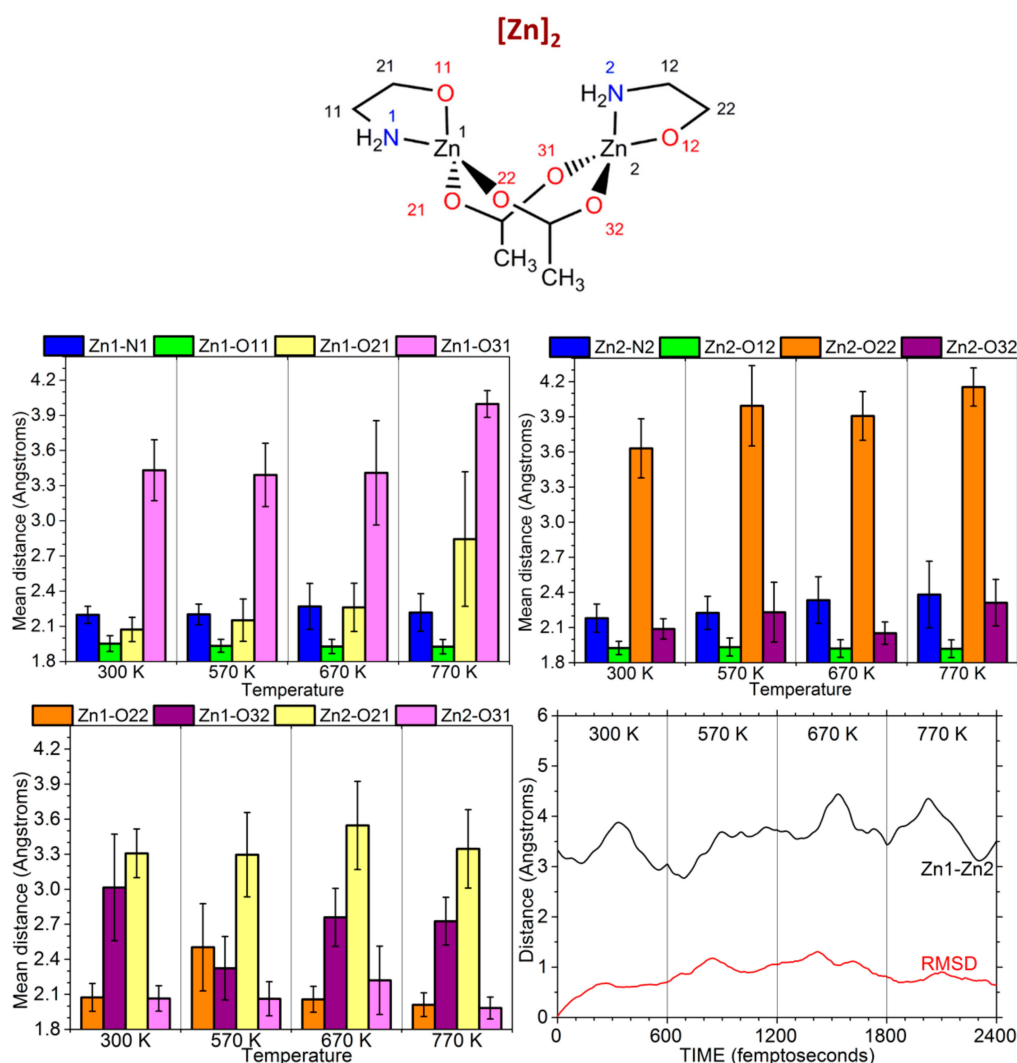 [Zn]₂
21 O 11 2 12
11 1 H₂N 22
H₂N Zn 1 31 Zn O 12
O 22 O 2
O O O
21 32
CH₃ CH₃
Zn1-N1 Zn1-O11 Zn1-O21 Zn1-O31
Mean distance (Angstroms)
4.2
3.9
3.6
3.3
3.0
2.7
2.4
2.1
1.8
300 K 570 K 670 K 770 K
Temperature
Zn2-N2 Zn2-O12 Zn2-O22 Zn2-O32
Mean distance (Angstroms)
4.2
3.9
3.6
3.3
3.0
2.7
2.4
2.1
1.8
300 K 570 K 670 K 770 K
Temperature
Zn1-O22 Zn1-O32 Zn2-O21 Zn2-O31
Mean distance (Angstroms)
4.2
3.9
3.6
3.3
3.0
2.7
2.4
2.1
1.8
300 K 570 K 670 K 770 K
Temperature
Distance (Angstroms)
6
5
4
3
2
1
0
300 K 570 K 670 K 770 K
Zn1-Zn2
RMSD
0 600 1200 1800 2400
TIME (femptoseconds)